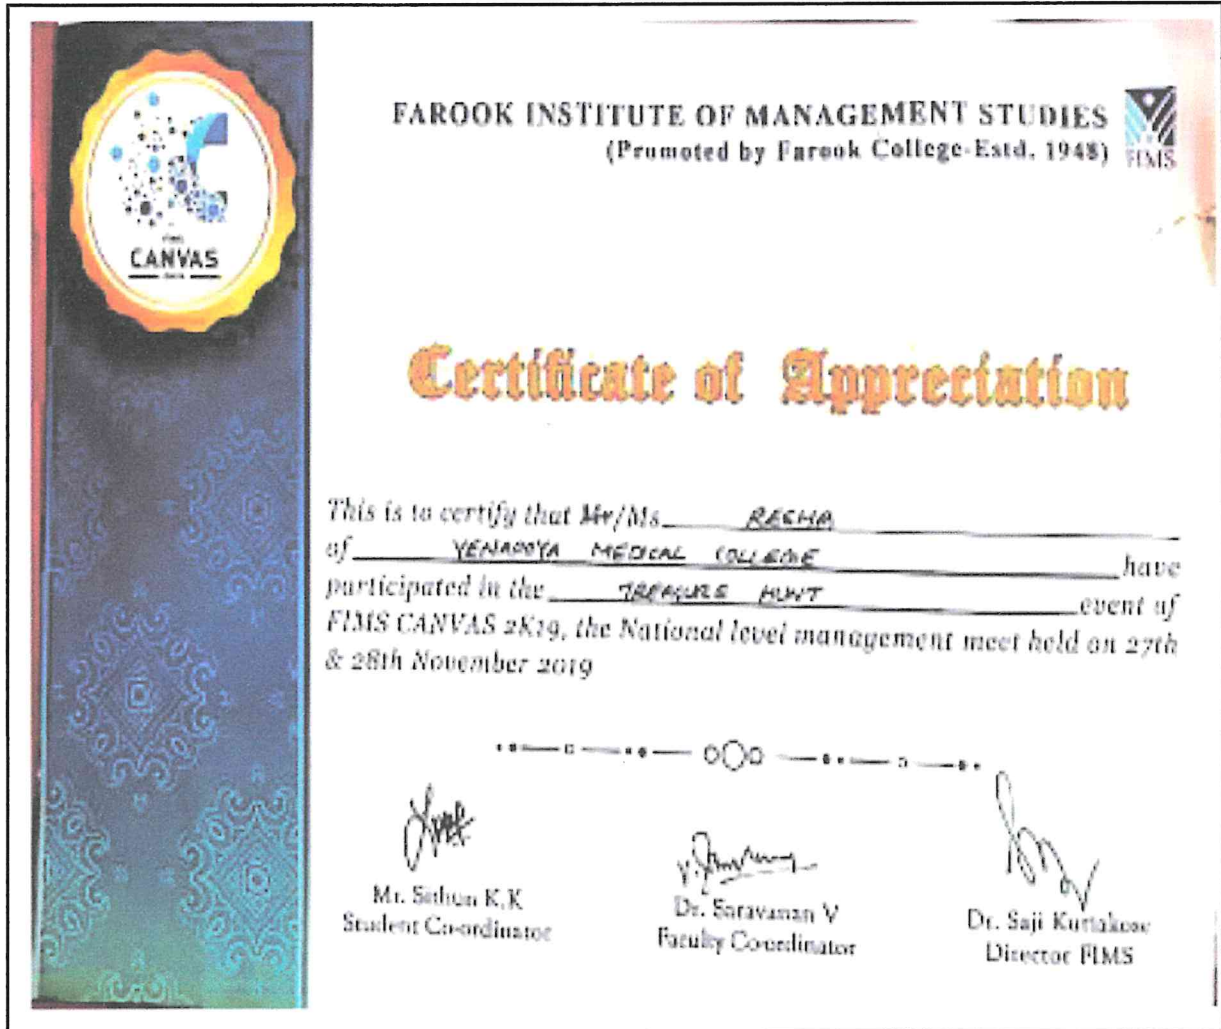 FAROOK INSTITUTE OF MANAGEMENT STUDIES
(Promoted by Farook College-Estd. 1948)
FIMS
CANVAS
Certificate of Appreciation
This is to certify that Mr/Ms RESHA
of YENAPOYA MEDICAL COLLEGE have
participated in the TREASURE HUNT event of
FIMS CANVAS 2K19, the National level management meet held on 27th
& 28th November 2019
Mr. K.K
Student Co-ordinator
Dr. Saravanan V
Faculty Co-ordinator
Dr. Saji Kuriakose
Director FIMS